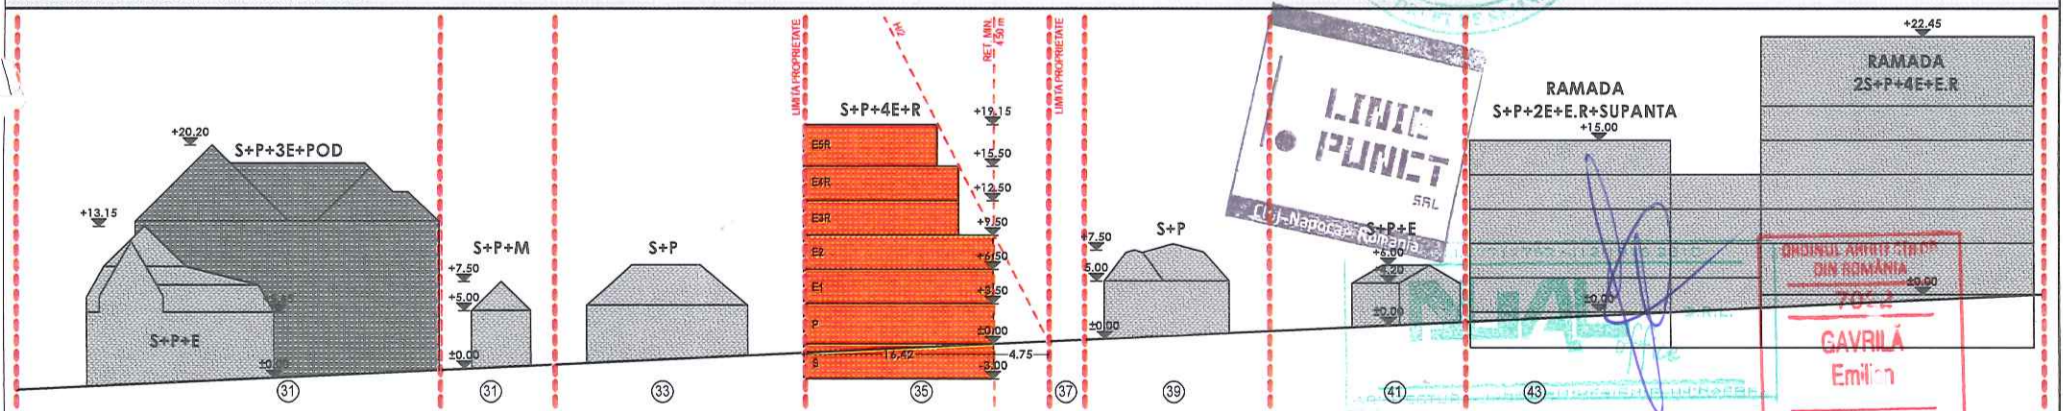 +20.20
S+P+3E+POD
+13.15
S+P+E
±0.00
31
S+P+M
+7.50
+5.00
±0.00
31
S+P
33
LIMITA PROPRIETATE
S+P+4E+R
E5R
E4R
E3R
E2
E1
P
S
16,42
35
RET. MIN.
4.50 m
+19.15
+15.50
+12.50
+9.50
+6.50
+3.50
±0.00
-3.00
4.75
LIMITA PROPRIETATE
37
S+P
+7.50
5.00
±0.00
39
LINIE
PUNCT
SRL
Cluj-Napoca - Romania
S+P+E
+6.00
4.20
±0.00
41
RAMADA
S+P+2E+E.R+SUPANTA
+15.00
±0.00
43
+22.45
RAMADA
2S+P+4E+E.R
±0.00
ORDINUL ARHITECȚILOR
DIN ROMÂNIA
GAVRILĂ
Emilian